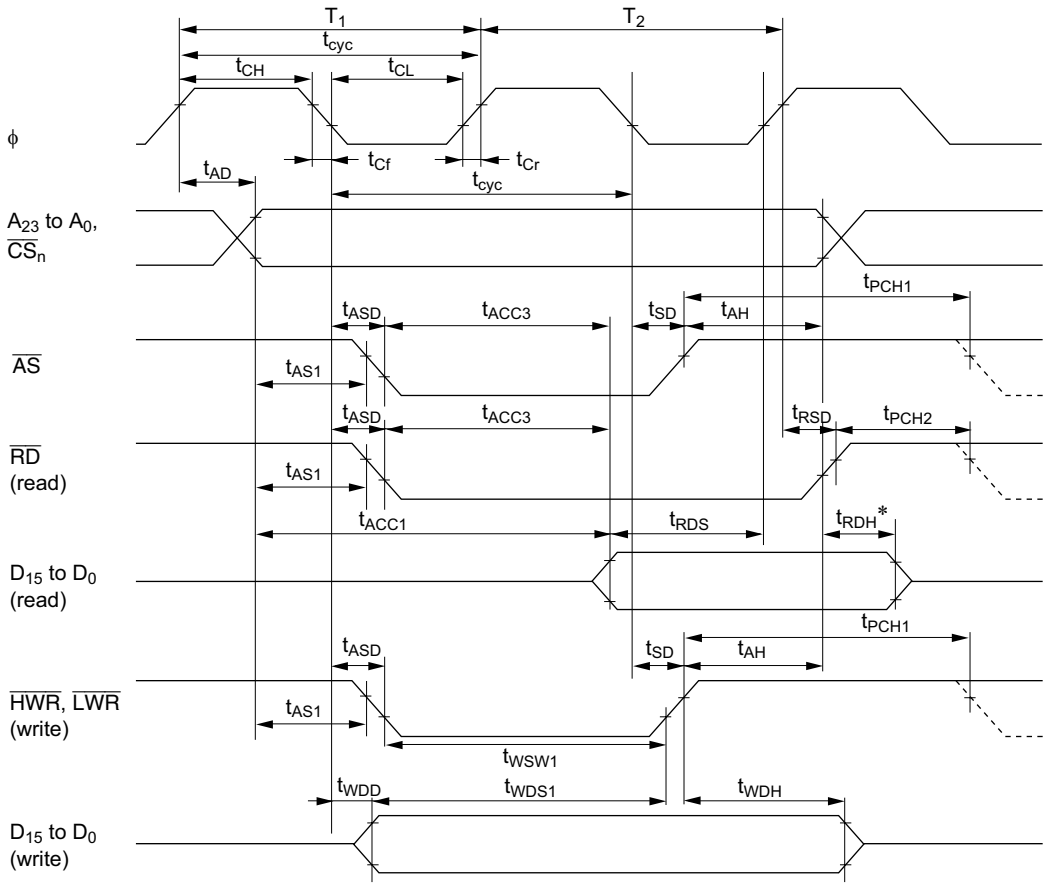 T1 T2
tcyc
tCH tCL
ϕ
tCf tCr
tAD
tcyc
A23 to A0,
CSn
tPCH1
tASD tACC3 tSD tAH
AS
tAS1
tASD tACC3 tRSD tPCH2
RD
(read)
tAS1
tACC1 tRDS tRDH*
D15 to D0
(read)
tPCH1
tASD tSD tAH
HWR, LWR
(write)
tAS1
tWSW1
tWDD tWDS1 tWDH
D15 to D0
(write)